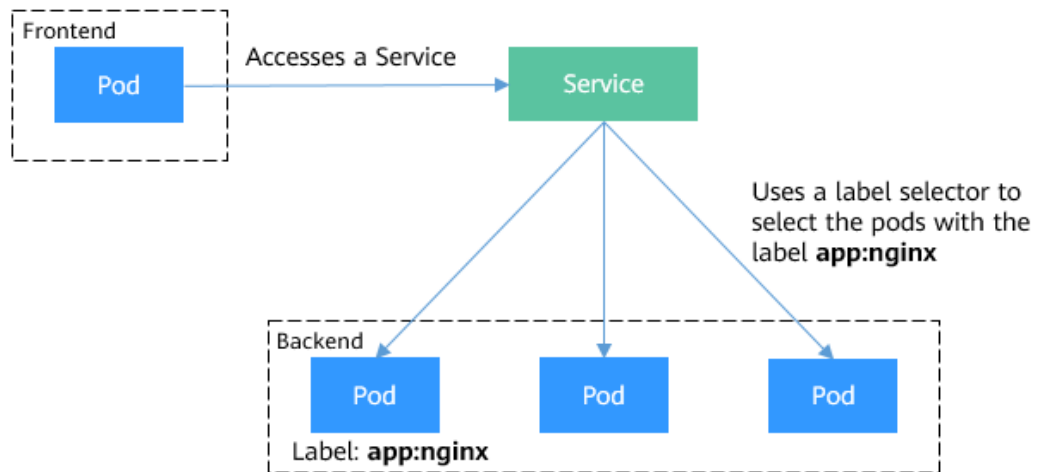 Frontend
Pod
Accesses a Service
Service
Uses a label selector to
select the pods with the
label app:nginx
Backend
Pod
Pod
Pod
Label: app:nginx